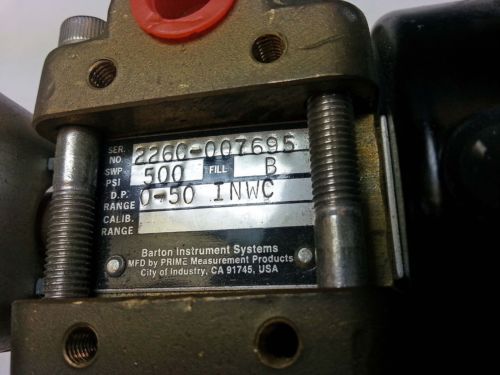 SER. NO. 226C-007695
SWP PSI 500 FILL B
D.P. RANGE 0-50 INWC
CALIB. RANGE
Barton Instrument Systems
MFD by PRIME Measurement Products
City of Industry, CA 91745, USA